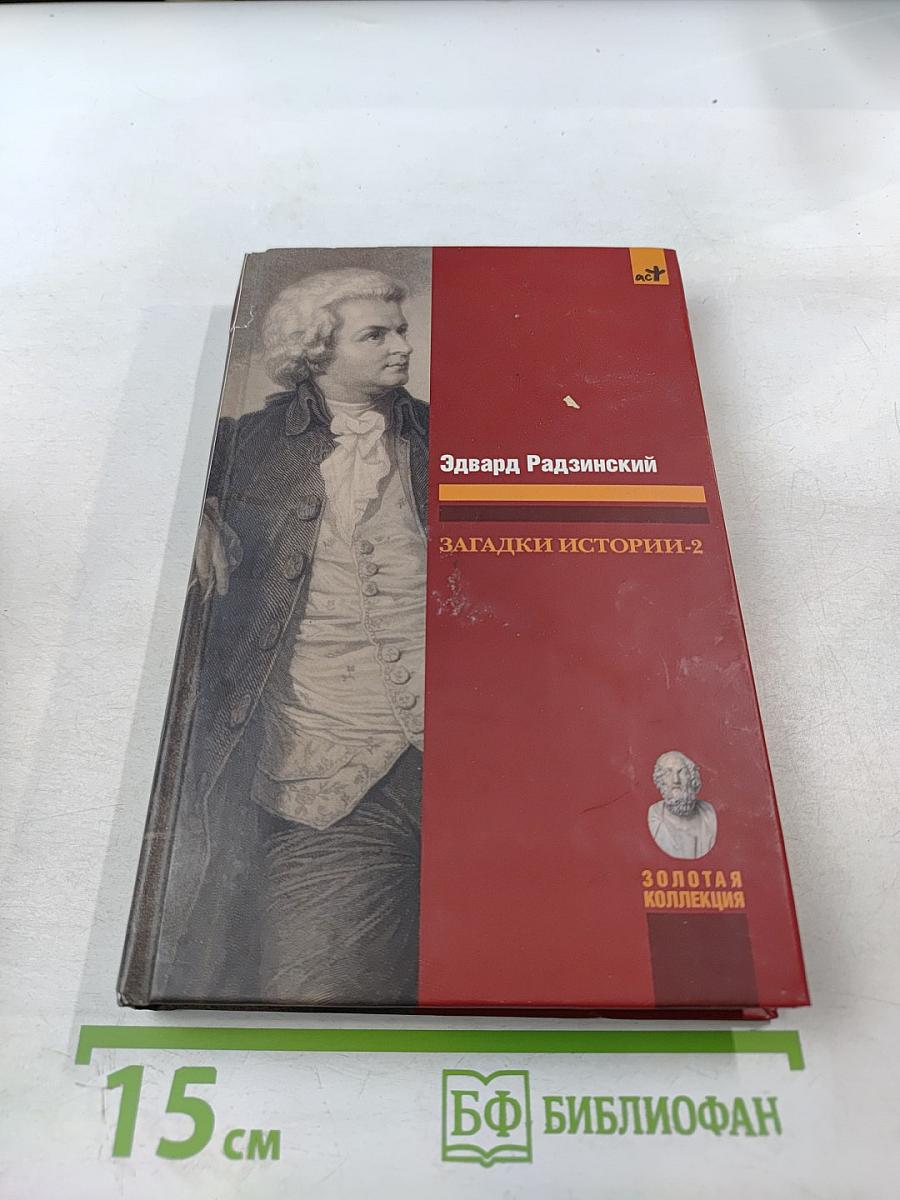 аст
Эдвард Радзинский
ЗАГАДКИ ИСТОРИИ-2
ЗОЛОТАЯ
КОЛЛЕКЦИЯ
15 см
БФ БИБЛИОФАН